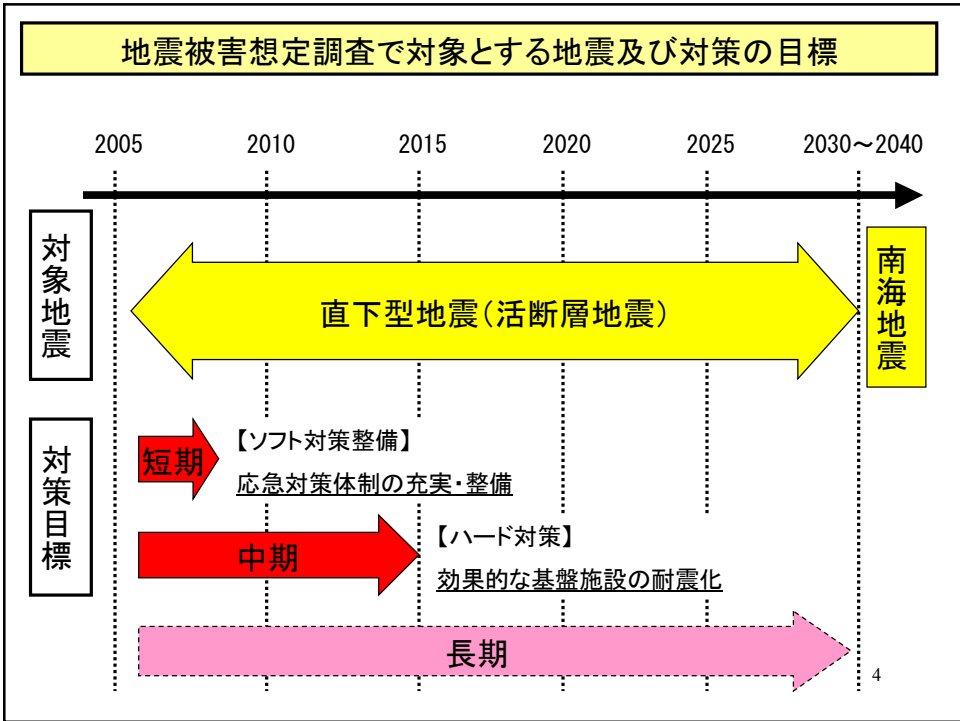 地震被害想定調査で対象とする地震及び対策の目標
2005 2010 2015 2020 2025 2030～2040
対象地震
直下型地震（活断層地震）
南海地震
対策目標
短期
【ソフト対策整備】
応急対策体制の充実・整備
中期
【ハード対策】
効果的な基盤施設の耐震化
長期
4